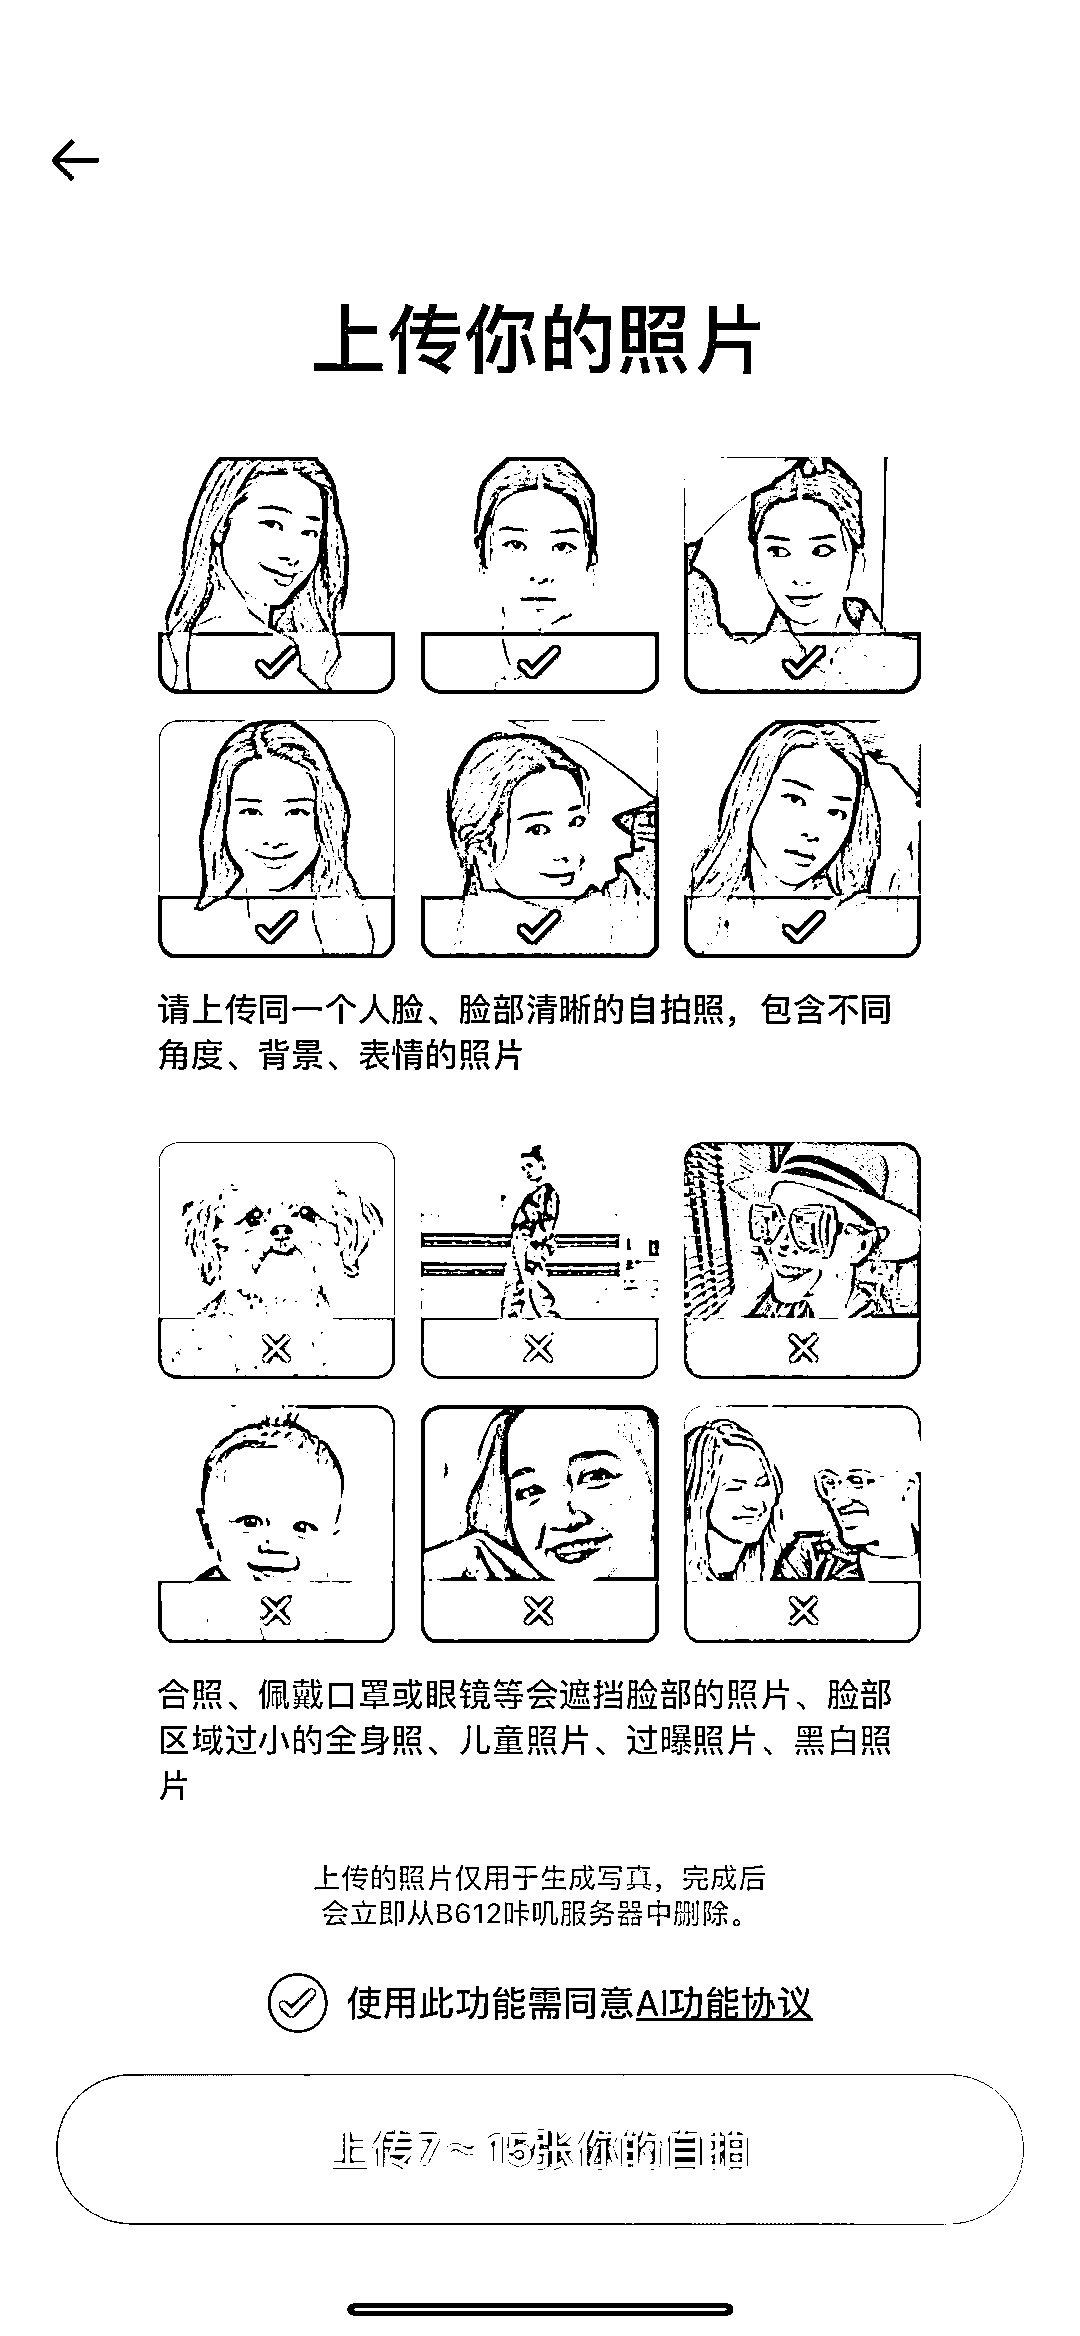 上传你的照片
请上传同一个人脸、脸部清晰的自拍照，包含不同
角度、背景、表情的照片
合照、佩戴口罩或眼镜等会遮挡脸部的照片、脸部
区域过小的全身照、儿童照片、过曝照片、黑白照
片
上传的照片仅用于生成写真，完成后
会立即从B612咔叽服务器中删除。
使用此功能需同意AI功能协议
上传7~15张你的自拍